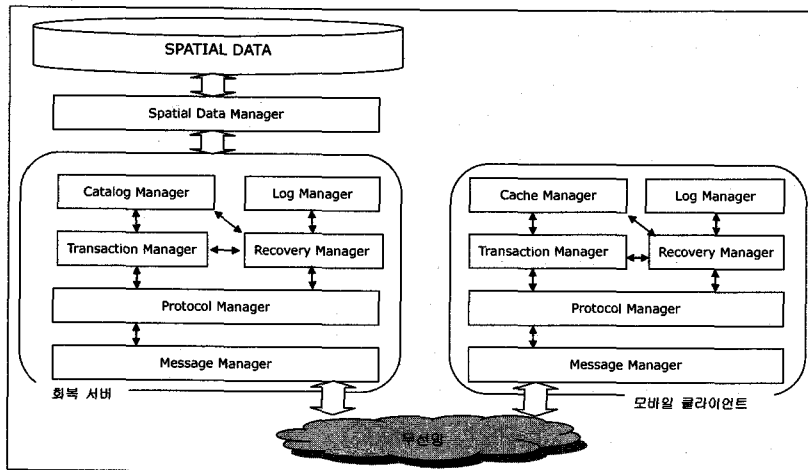 SPATIAL DATA
Spatial Data Manager
Catalog Manager
Log Manager
Transaction Manager
Recovery Manager
Protocol Manager
Message Manager
회복 서버
Cache Manager
Log Manager
Transaction Manager
Recovery Manager
Protocol Manager
Message Manager
모바일 클라이언트
무선망